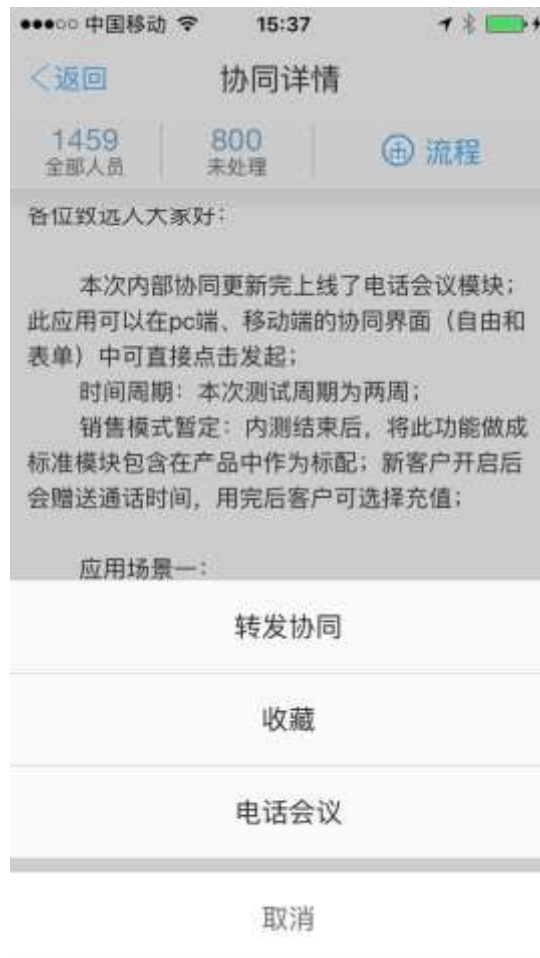 中国移动 15:37
返回 协同详情
1459 800 流程
全部人员 未处理
各位致远人大家好：
本次内部协同更新完上线了电话会议模块；
此应用可以在pc端、移动端的协同界面（自由和
表单）中可直接点击发起；
时间周期：本次测试周期为两周；
销售模式暂定：内测结束后，将此功能做成
标准模块包含在产品中作为标配；新客户开启后
会赠送通话时间，用完后客户可选择充值；
应用场景一：
转发协同
收藏
电话会议
取消